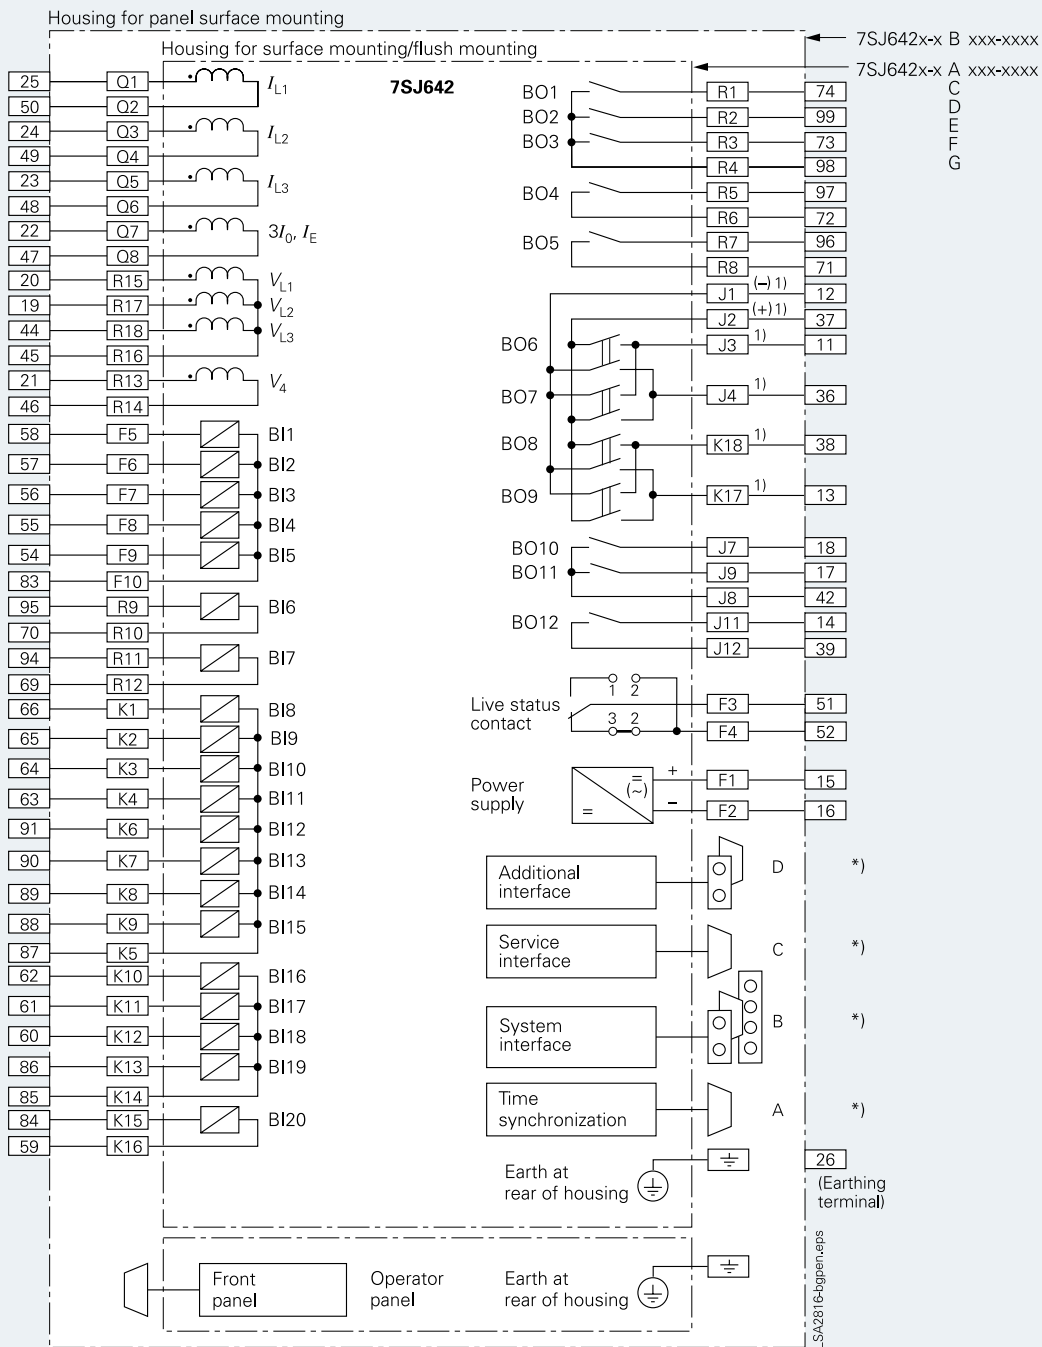 Housing for panel surface mounting
Housing for surface mounting/flush mounting
7SJ642
7SJ642x-x B xxx-xxxx
7SJ642x-x A xxx-xxxx
C
D
E
F
G
25 Q1 IL1
50 Q2
24 Q3 IL2
49 Q4
23 Q5 IL3
48 Q6
22 Q7 3I0, IE
47 Q8
20 R15 VL1
19 R17 VL2
44 R18 VL3
45 R16
21 R13 V4
46 R14
58 F5 BI1
57 F6 BI2
56 F7 BI3
55 F8 BI4
54 F9 BI5
83 F10
95 R9 BI6
70 R10
94 R11 BI7
69 R12
66 K1 BI8
65 K2 BI9
64 K3 BI10
63 K4 BI11
91 K6 BI12
90 K7 BI13
89 K8 BI14
88 K9 BI15
87 K5
62 K10 BI16
61 K11 BI17
60 K12 BI18
86 K13 BI19
85 K14
84 K15 BI20
59 K16
BO1 R1 74
BO2 R2 99
BO3 R3 73
R4 98
BO4 R5 97
R6 72
BO5 R7 96
R8 71
J1 (–) 1) 12
J2 (+) 1) 37
BO6 J3 1) 11
BO7 J4 1) 36
BO8 K18 1) 38
BO9 K17 1) 13
BO10 J7 18
BO11 J9 17
J8 42
BO12 J11 14
J12 39
1 2
Live status
contact
F3 51
3 2
F4 52
Power
supply
= (~)
=
+ F1 15
– F2 16
Additional
interface
D *)
Service
interface
C *)
System
interface
B *)
Time
synchronization
A *)
Earth at
rear of housing
26
(Earthing
terminal)
Front
panel
Operator
panel
Earth at
rear of housing
LSA2816-bgpen.eps